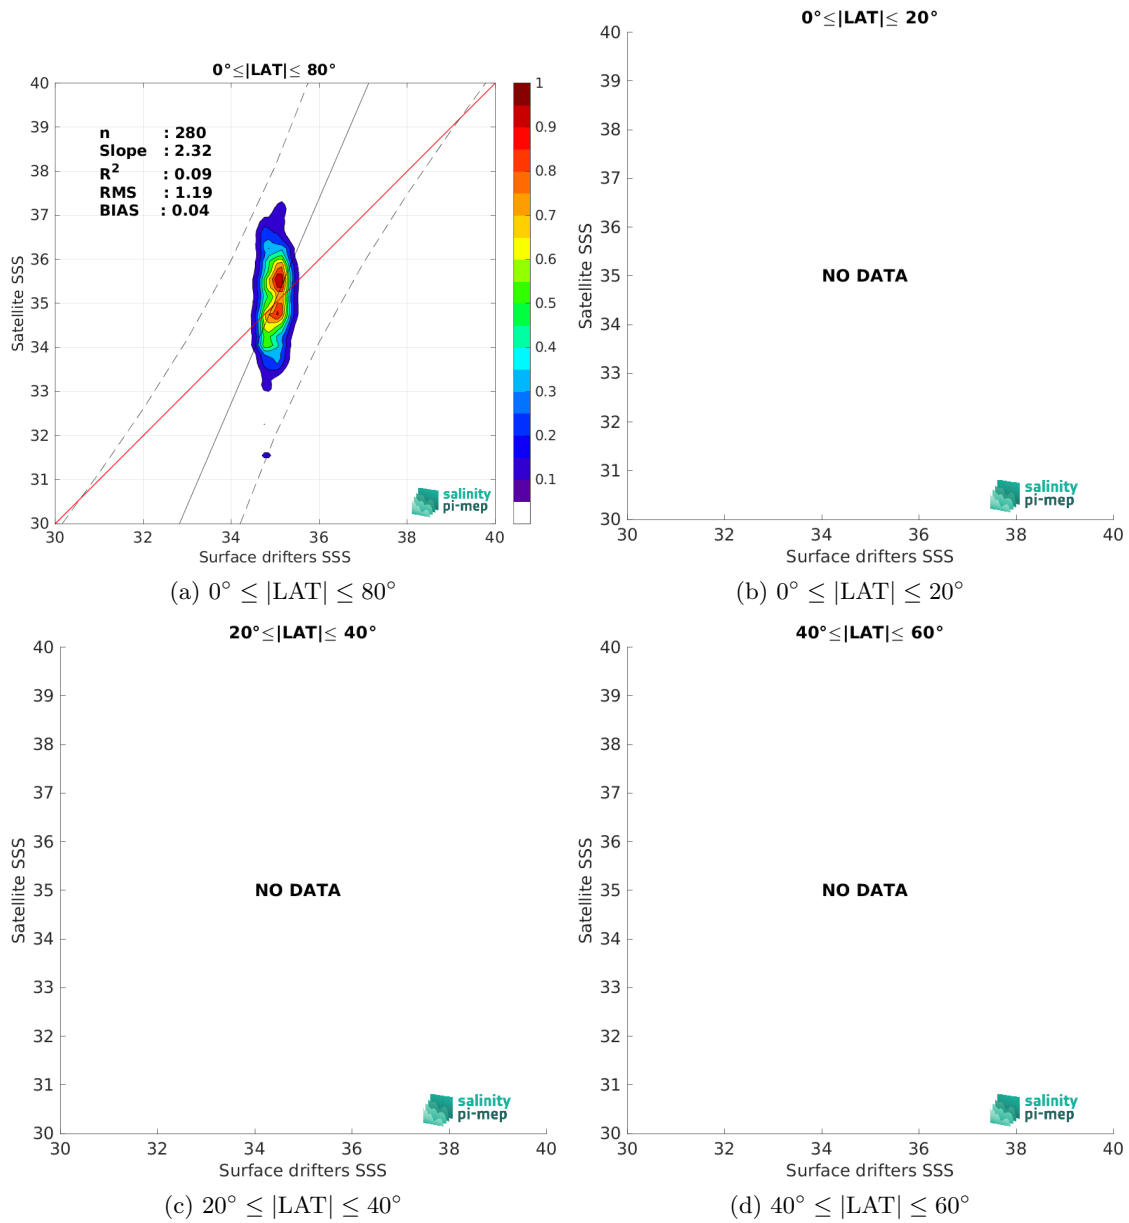 0°≤|LAT|≤ 80°
40
39
38
37
36
35
34
33
32
31
30
Satellite SSS
n : 280
Slope : 2.32
R² : 0.09
RMS : 1.19
BIAS : 0.04
1
0.9
0.8
0.7
0.6
0.5
0.4
0.3
0.2
0.1
salinity
pi-mep
30 32 34 36 38 40
Surface drifters SSS
(a) 0° ≤ |LAT| ≤ 80°
0°≤|LAT|≤ 20°
40
39
38
37
36
35
34
33
32
31
30
Satellite SSS
NO DATA
salinity
pi-mep
30 32 34 36 38 40
Surface drifters SSS
(b) 0° ≤ |LAT| ≤ 20°
20°≤|LAT|≤ 40°
40
39
38
37
36
35
34
33
32
31
30
Satellite SSS
NO DATA
salinity
pi-mep
30 32 34 36 38 40
Surface drifters SSS
(c) 20° ≤ |LAT| ≤ 40°
40°≤|LAT|≤ 60°
40
39
38
37
36
35
34
33
32
31
30
Satellite SSS
NO DATA
salinity
pi-mep
30 32 34 36 38 40
Surface drifters SSS
(d) 40° ≤ |LAT| ≤ 60°